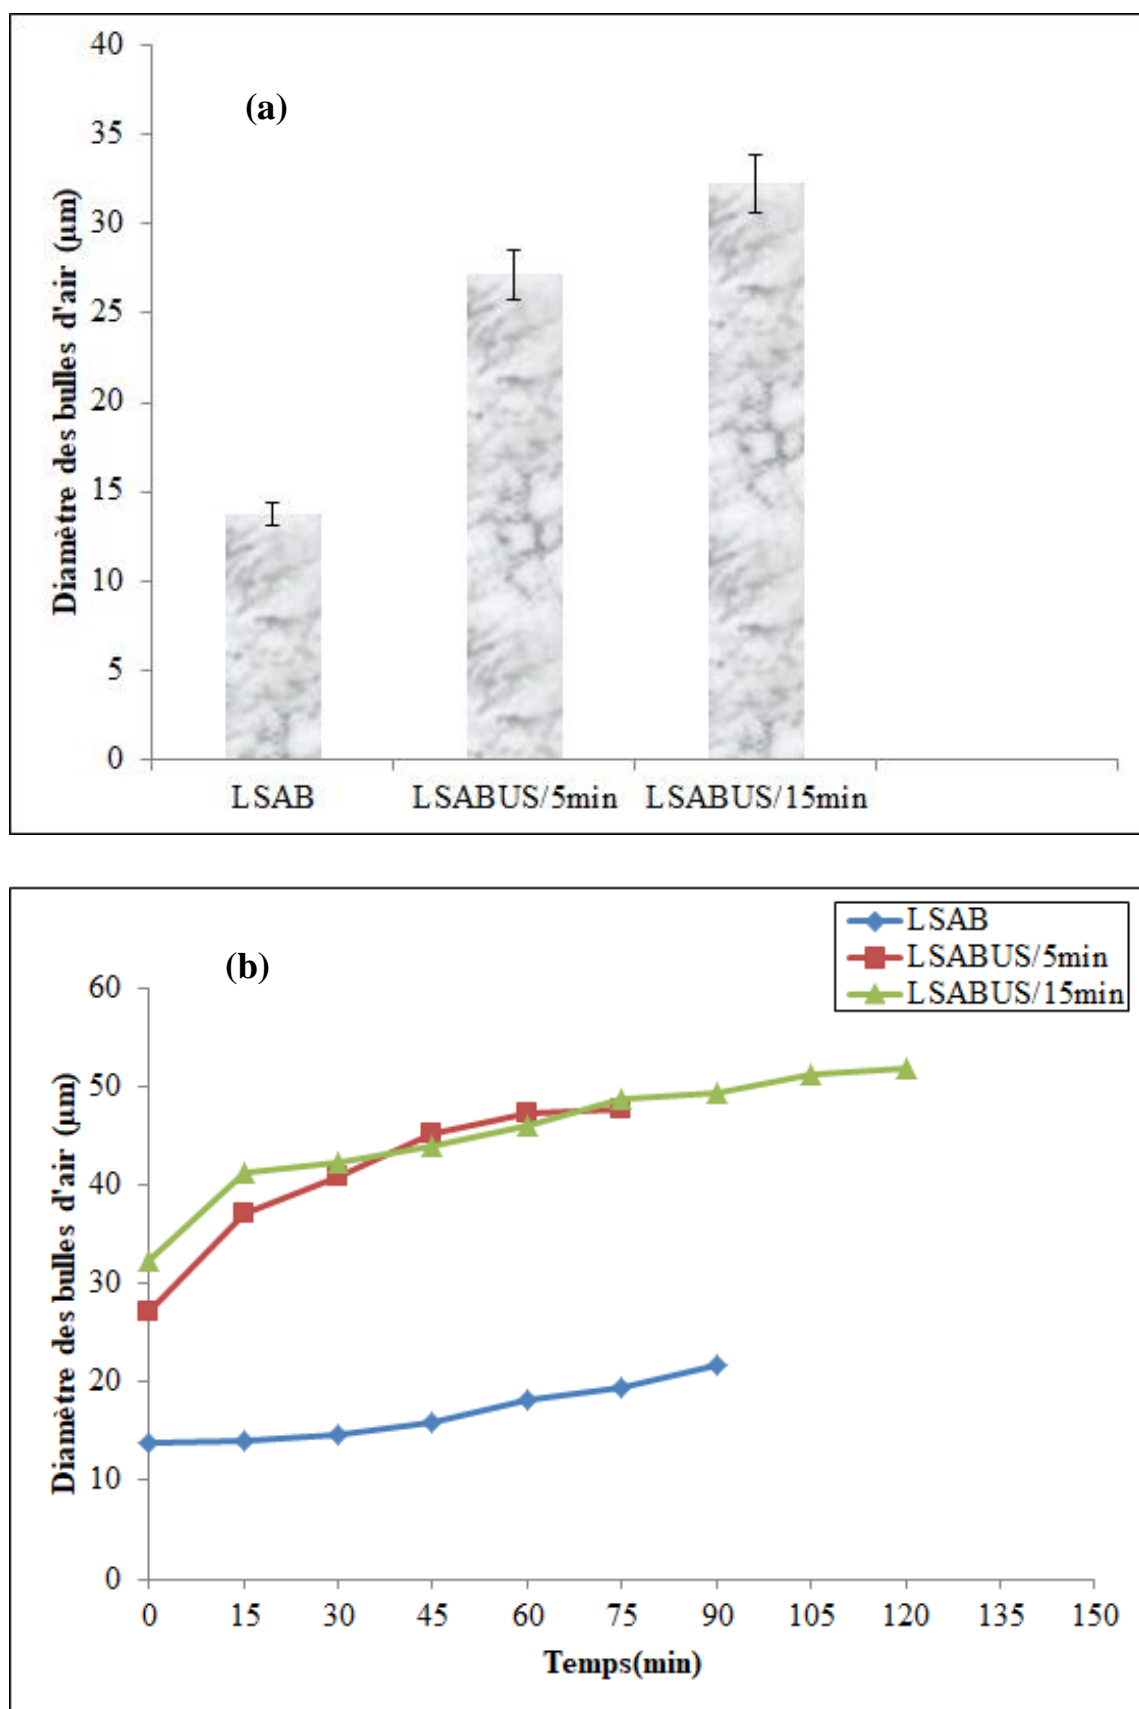 (a)
Diamètre des bulles d'air (µm)
40
35
30
25
20
15
10
5
0
LSAB LSABUS/5min LSABUS/15min
LSAB
LSABUS/5min
LSABUS/15min
(b)
Diamètre des bulles d'air (µm)
60
50
40
30
20
10
0
0 15 30 45 60 75 90 105 120 135 150
Temps(min)